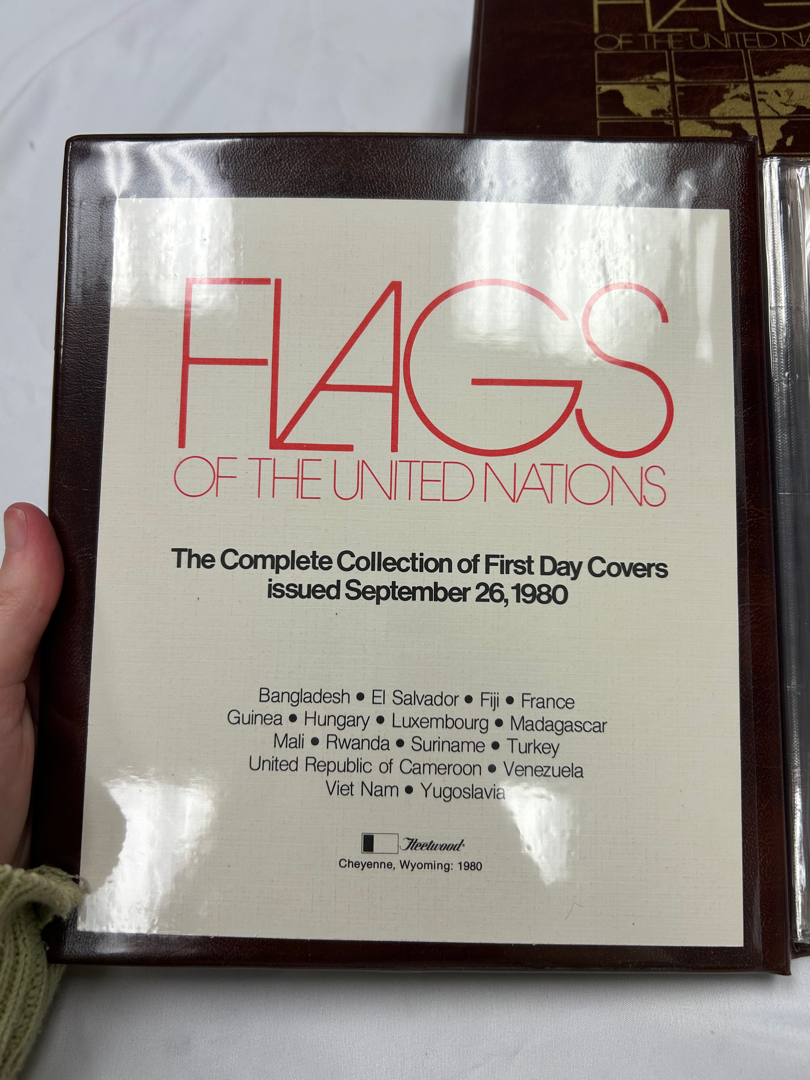 FLAGS
OF THE UNITED NA
FLAGS
OF THE UNITED NATIONS
The Complete Collection of First Day Covers
issued September 26, 1980
Bangladesh • El Salvador • Fiji • France
Guinea • Hungary • Luxembourg • Madagascar
Mali • Rwanda • Suriname • Turkey
United Republic of Cameroon • Venezuela
Viet Nam • Yugoslavia
Fleetwood
Cheyenne, Wyoming: 1980